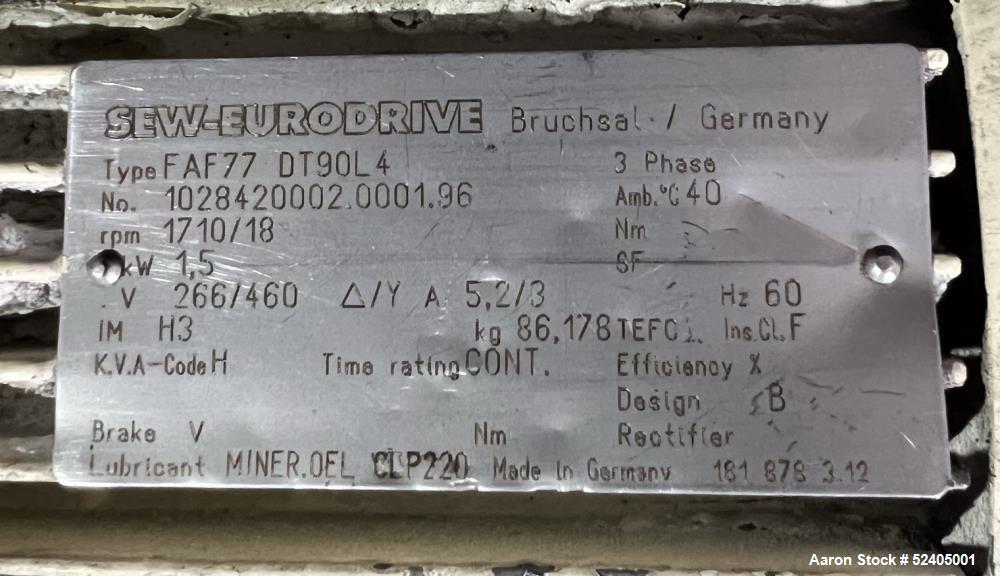 SEW-EURODRIVE Bruchsal / Germany
Type FAF77 DT90L4 3 Phase
No. 1028420002.0001.96 Amb.°C 40
rpm 1710/18 Nm
kW 1,5 SF
V 266/460 Δ/Y A 5,2/3 Hz 60
IM H3 kg 86,178 TEFC Ins.Cl. F
K.V.A-Code H Time rating CONT. Efficiency %
Design B
Brake V Nm Rectifier
Lubricant MINER.OEL CLP220 Made in Germany 181 878 3.12
Aaron Stock # 52405001